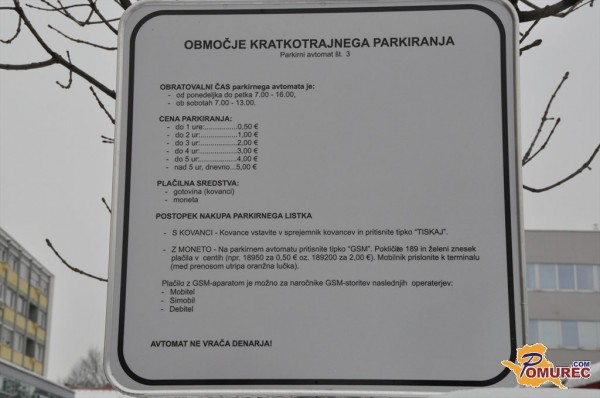 OBMOČJE KRATKOTRAJNEGA PARKIRANJA
Parkirni avtomat št. 3
OBRATOVALNI ČAS parkirnega avtomata je:
- od ponedeljka do petka 7.00 - 16.00,
- ob sobotah 7.00 - 13.00.
CENA PARKIRANJA:
- do 1 ure:.................0,50 €
- do 2 ur:..................1,00 €
- do 3 ur:..................2,00 €
- do 4 ur:..................3,00 €
- do 5 ur:..................4,00 €
- nad 5 ur, dnevno...5,00 €
PLAČILNA SREDSTVA:
- gotovina (kovanci)
- moneta
POSTOPEK NAKUPA PARKIRNEGA LISTKA
- S KOVANCI - Kovance vstavite v sprejemnik kovancev in pritisnite tipko "TISKAJ".
- Z MONETO - Na parkirnem avtomatu pritisnite tipko "GSM". Pokličite 189 in želeni znesek
plačila v centih (npr. 18950 za 0,50 € oz. 189200 za 2,00 €). Mobilnik prislonite k terminalu
(med prenosom utripa oranžna lučka).
Plačilo z GSM-aparatom je možno za naročnike GSM-storitev naslednjih operaterjev:
- Mobitel
- Simobil
- Debitel
AVTOMAT NE VRAČA DENARJA!
POMUREC.COM